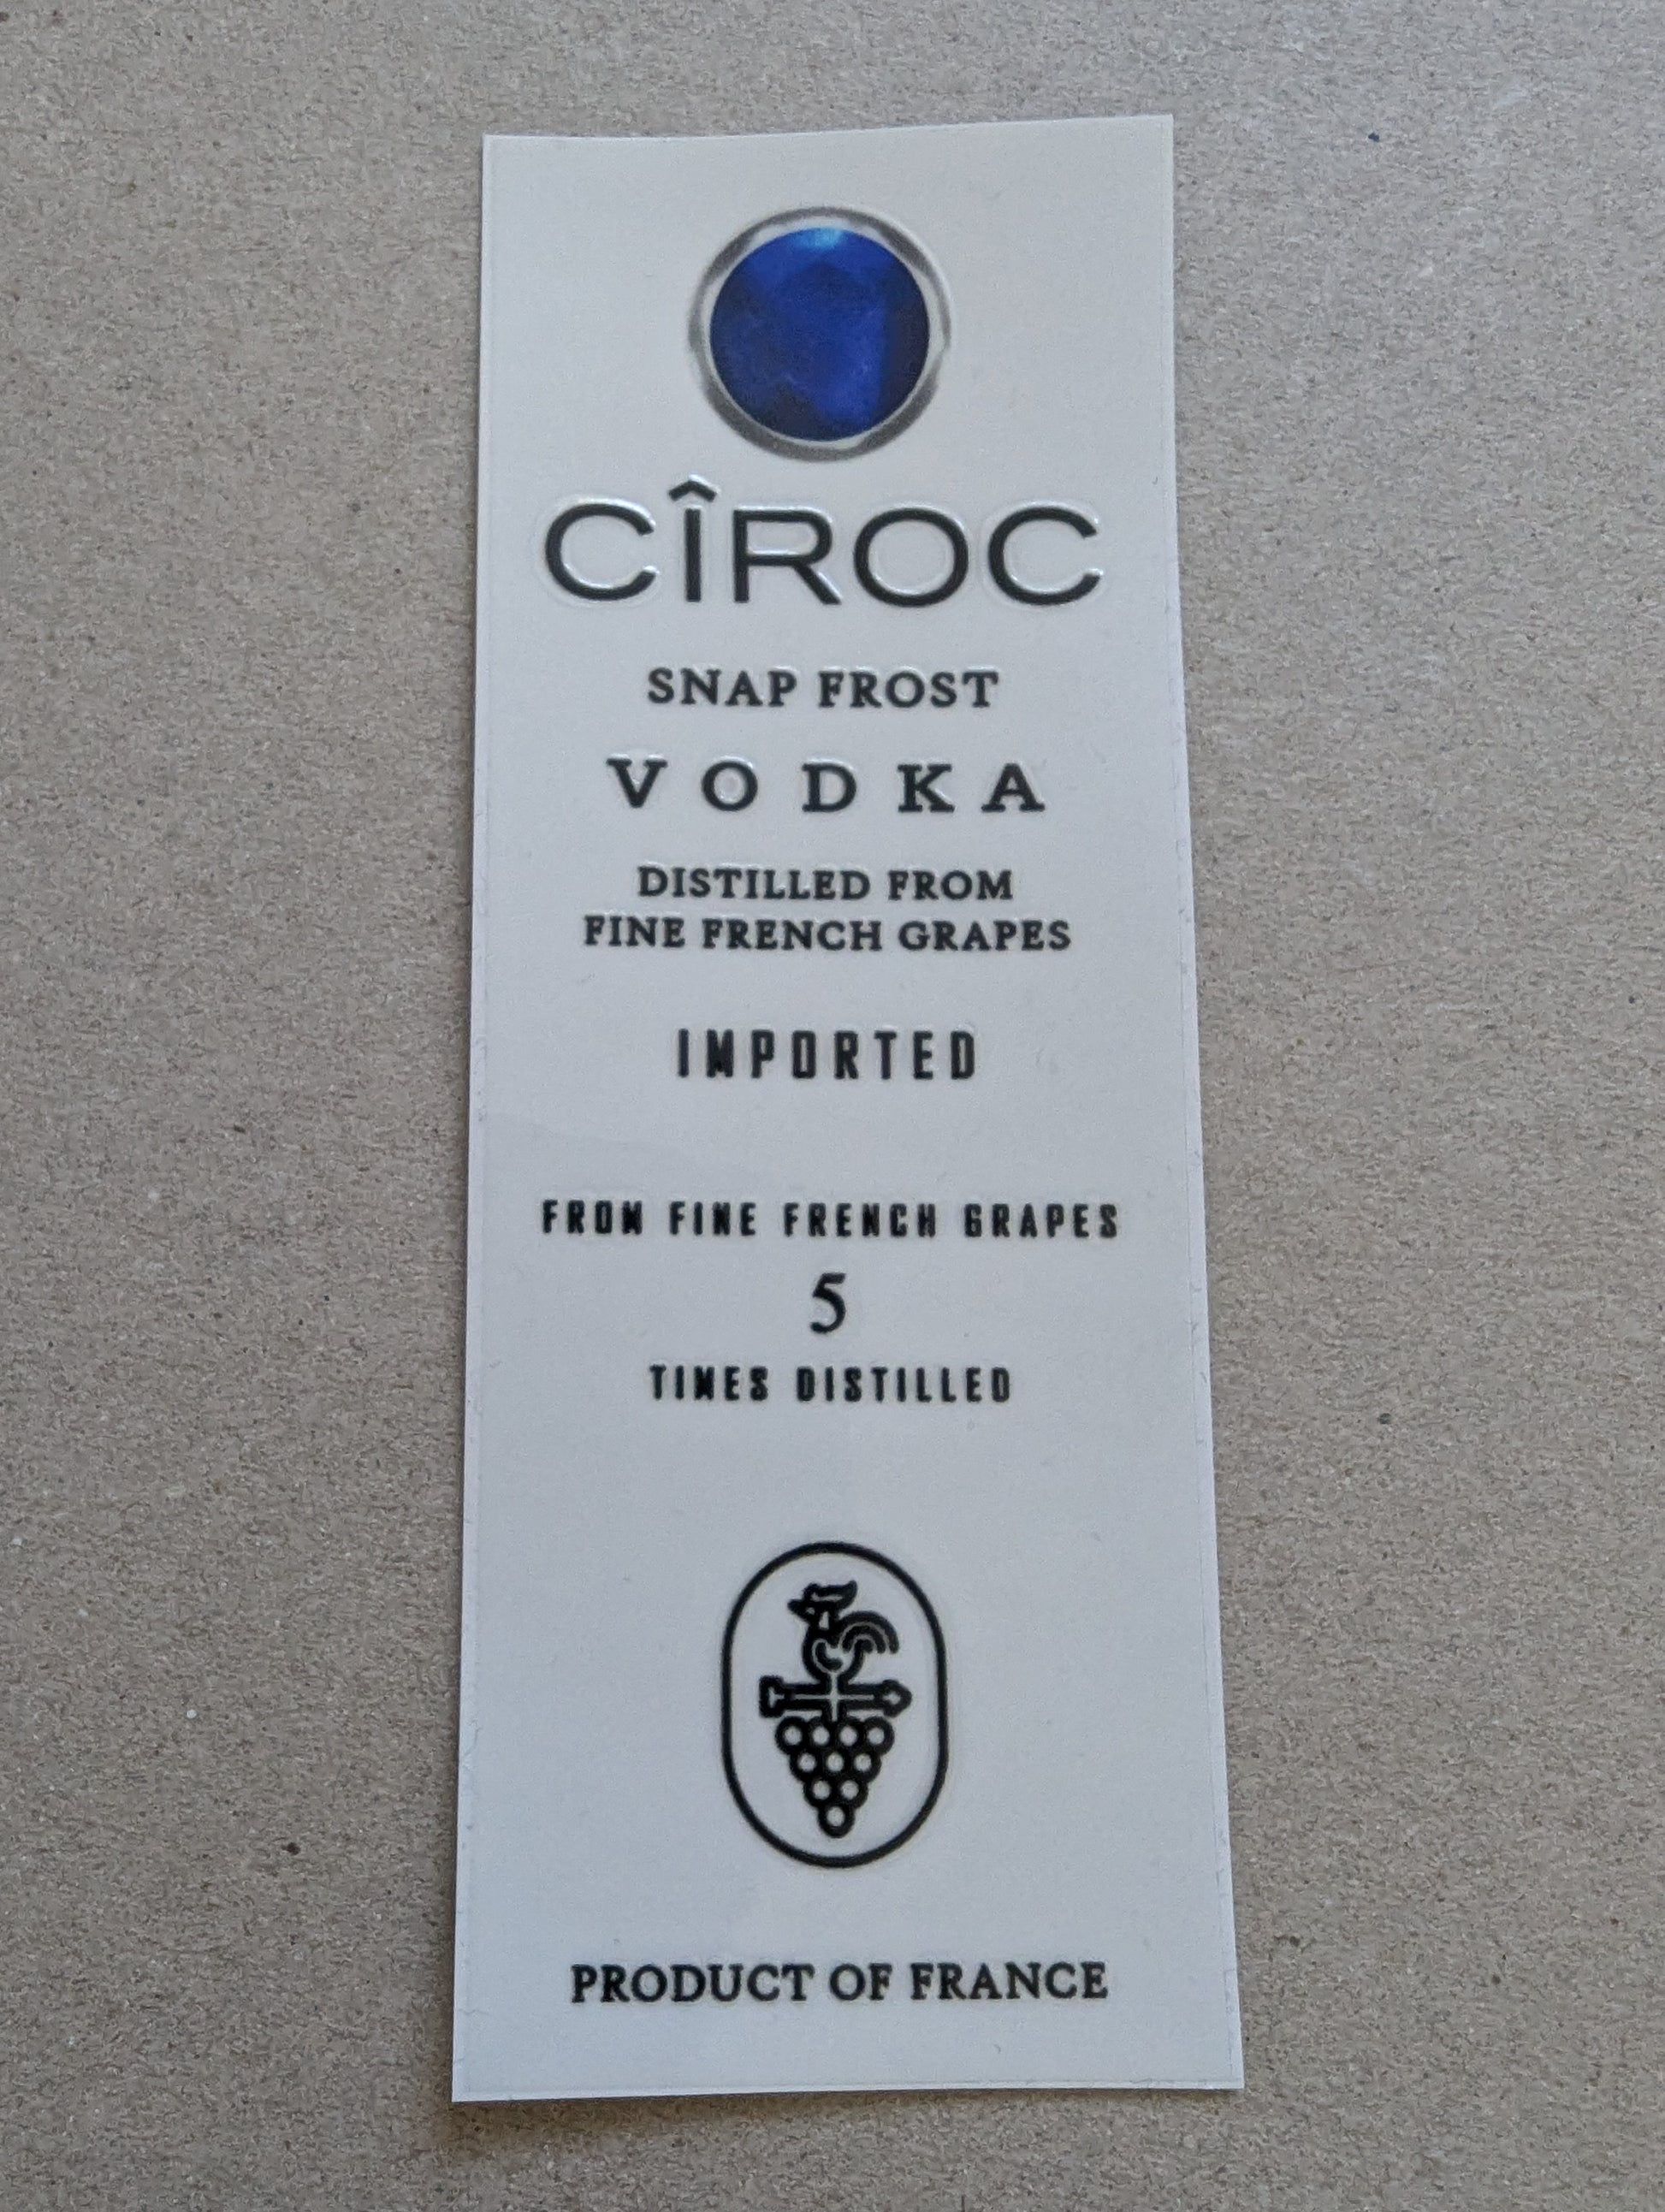 CÎROC
SNAP FROST
VODKA
DISTILLED FROM
FINE FRENCH GRAPES
IMPORTED
FROM FINE FRENCH GRAPES
5
TIMES DISTILLED
PRODUCT OF FRANCE